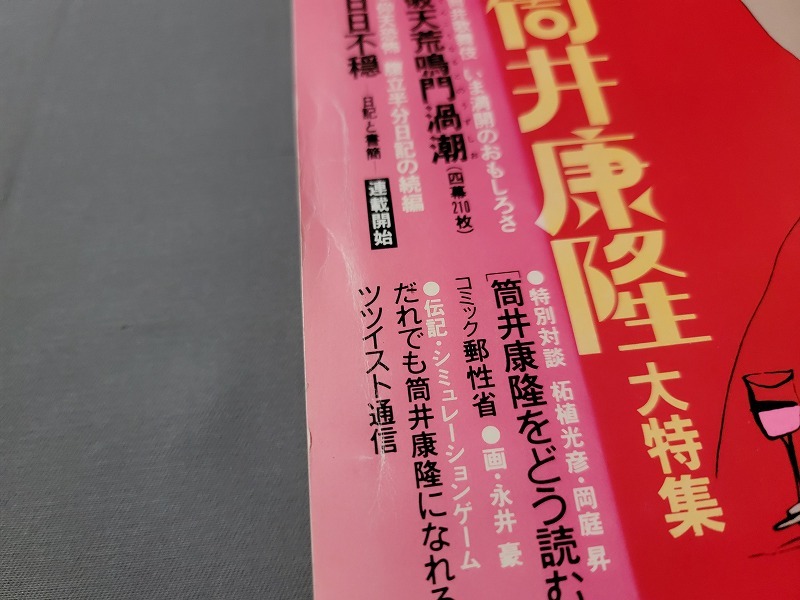 筒井康隆
大特集
いま満開のおもしろさ
破天荒鳴門渦潮(四幕210枚)
腹立半分日記の続編
日日不穏―日記と書簡―連載開始
●特別対談 柘植光彦・岡庭 昇
[筒井康隆をどう読む
コミック 郵性省 ●画・永井 豪
●伝記・シミュレーションゲーム
だれでも筒井康隆になれる
ツツイスト通信